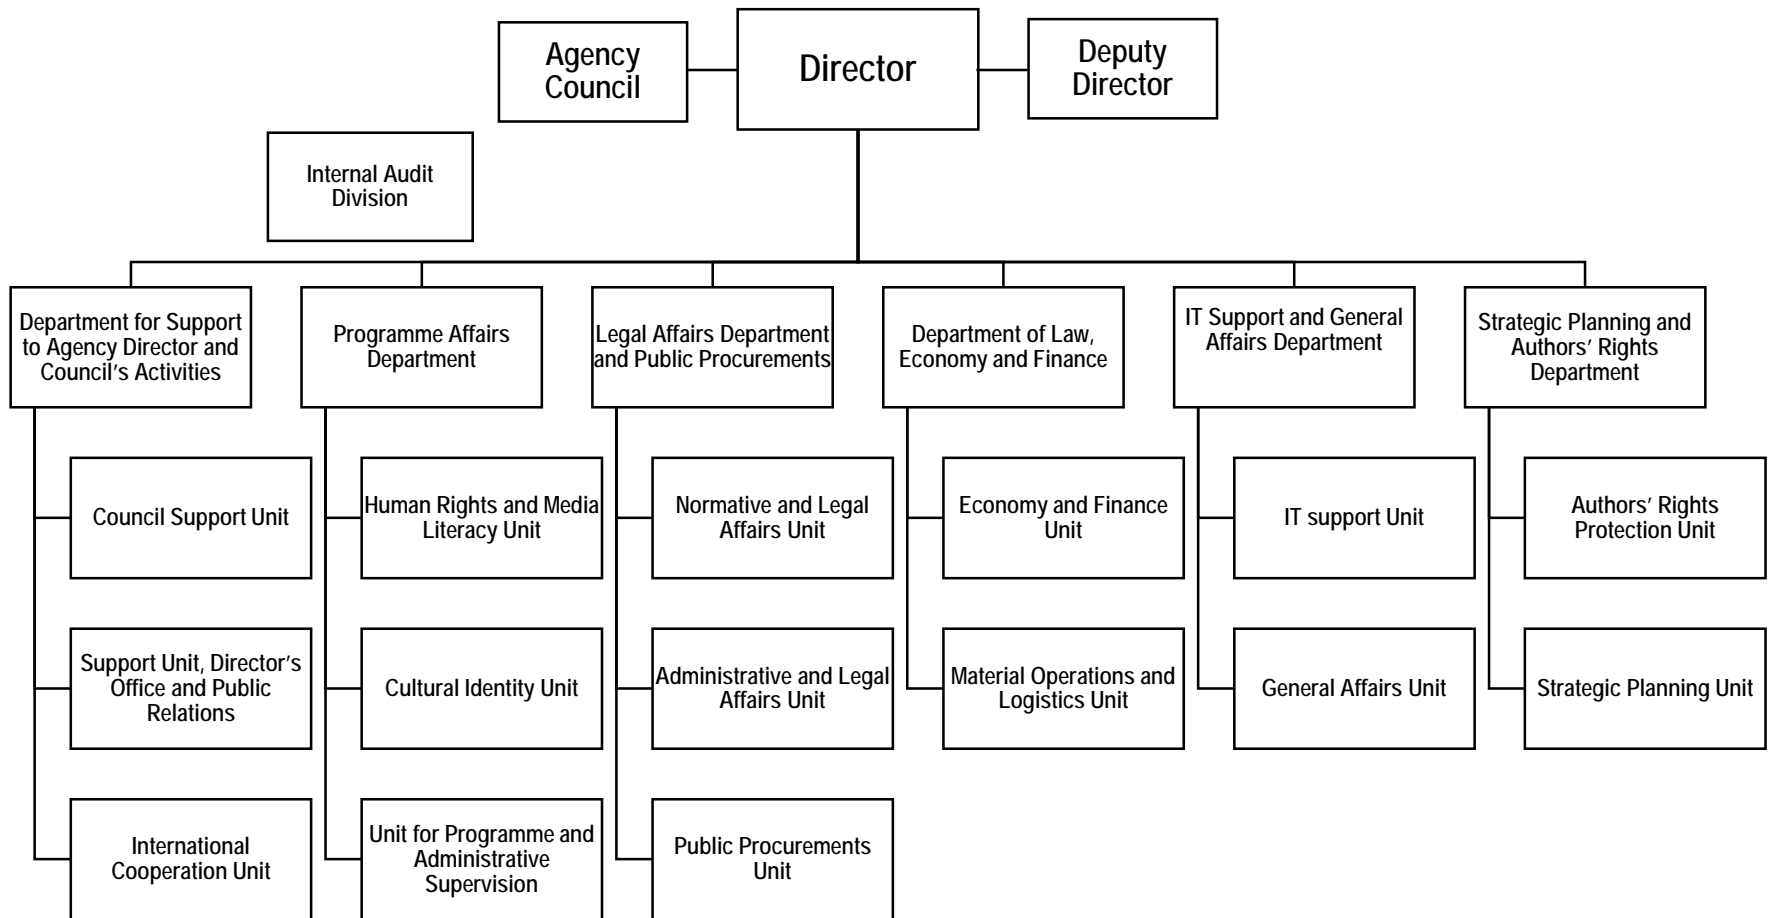 Agency
Council
Director
Deputy
Director
Internal Audit
Division
Department for Support
to Agency Director and
Council's Activities
Programme Affairs
Department
Legal Affairs Department
and Public Procurements
Department of Law,
Economy and Finance
IT Support and General
Affairs Department
Strategic Planning and
Authors' Rights
Department
Council Support Unit
Human Rights and Media
Literacy Unit
Normative and Legal
Affairs Unit
Economy and Finance
Unit
IT support Unit
Authors' Rights
Protection Unit
Support Unit, Director's
Office and Public
Relations
Cultural Identity Unit
Administrative and Legal
Affairs Unit
Material Operations and
Logistics Unit
General Affairs Unit
Strategic Planning Unit
International
Cooperation Unit
Unit for Programme and
Administrative
Supervision
Public Procurements
Unit